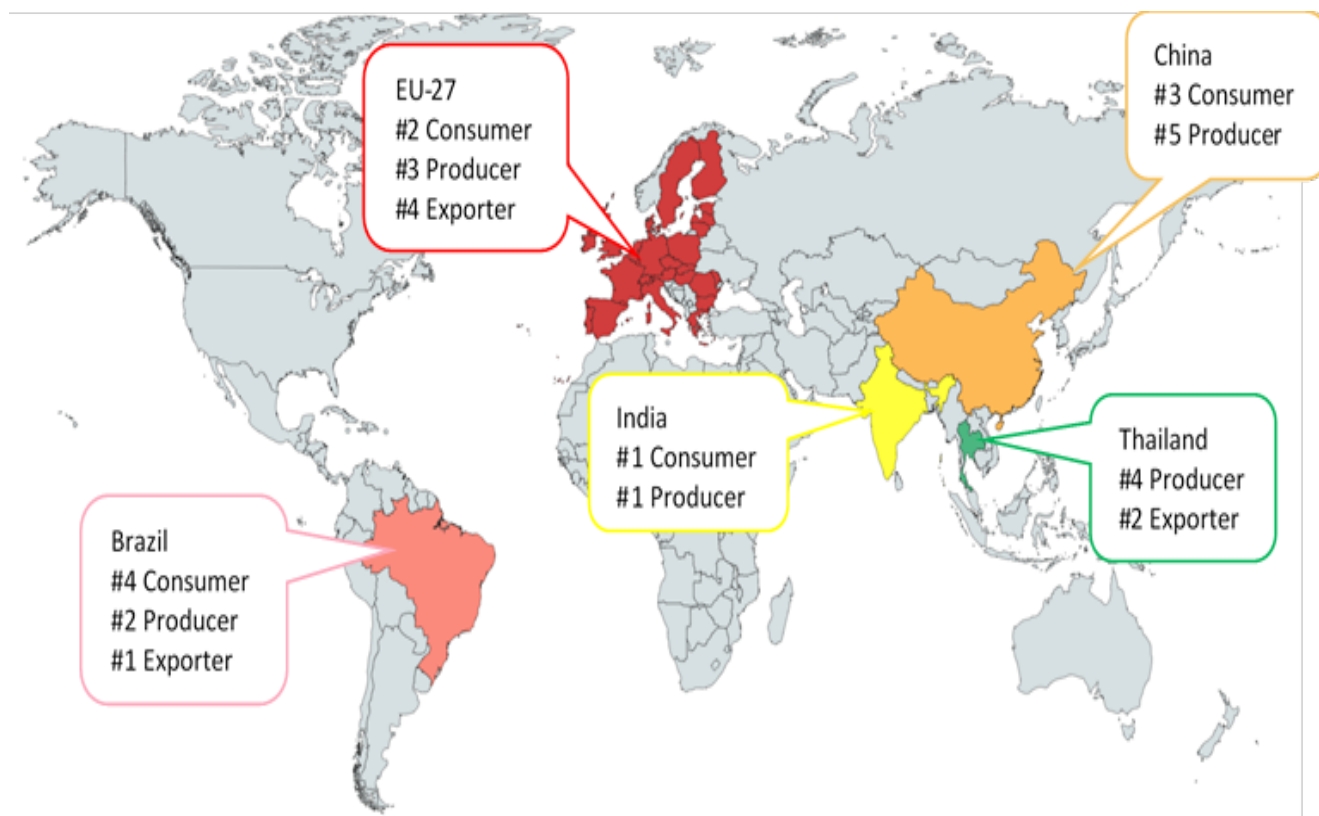 EU-27
#2 Consumer
#3 Producer
#4 Exporter
China
#3 Consumer
#5 Producer
India
#1 Consumer
#1 Producer
Thailand
#4 Producer
#2 Exporter
Brazil
#4 Consumer
#2 Producer
#1 Exporter